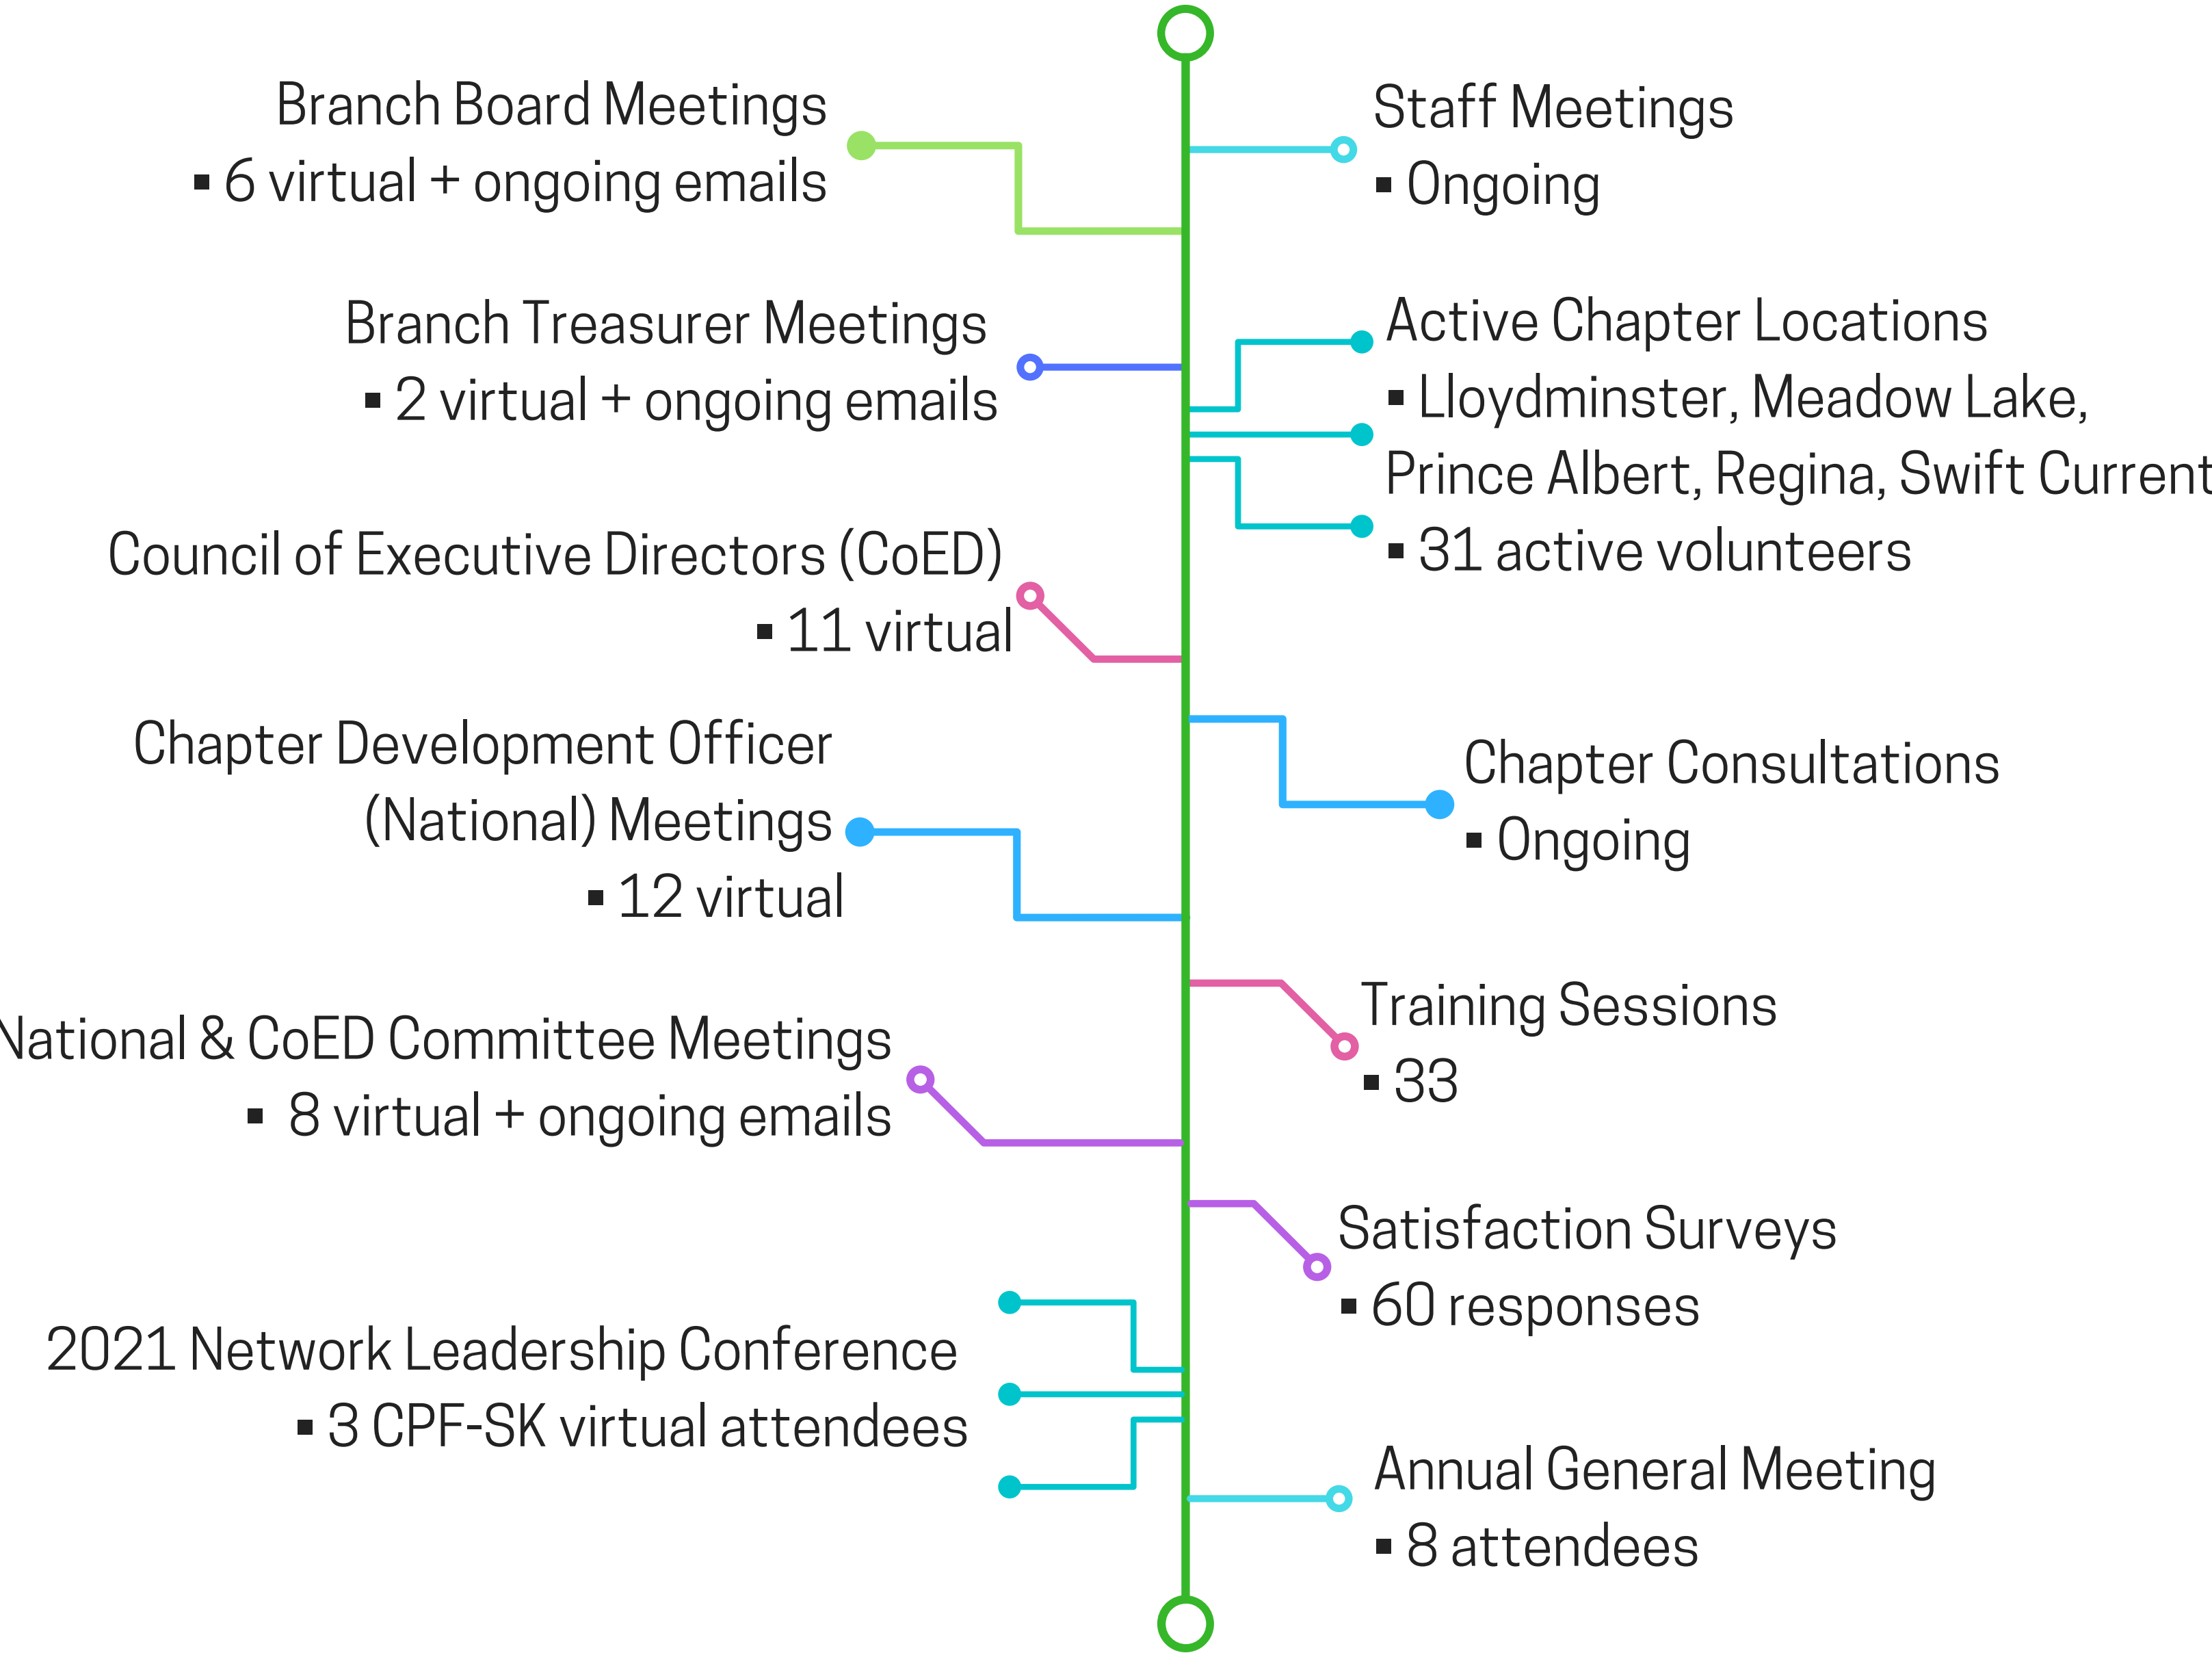 Branch Board Meetings
▪ 6 virtual + ongoing emails
Branch Treasurer Meetings
▪ 2 virtual + ongoing emails
Council of Executive Directors (CoED)
▪ 11 virtual
Chapter Development Officer
(National) Meetings
▪ 12 virtual
National & CoED Committee Meetings
▪ 8 virtual + ongoing emails
2021 Network Leadership Conference
▪ 3 CPF-SK virtual attendees
Staff Meetings
▪ Ongoing
Active Chapter Locations
▪ Lloydminster, Meadow Lake,
Prince Albert, Regina, Swift Current
▪ 31 active volunteers
Chapter Consultations
▪ Ongoing
Training Sessions
▪ 33
Satisfaction Surveys
▪ 60 responses
Annual General Meeting
▪ 8 attendees